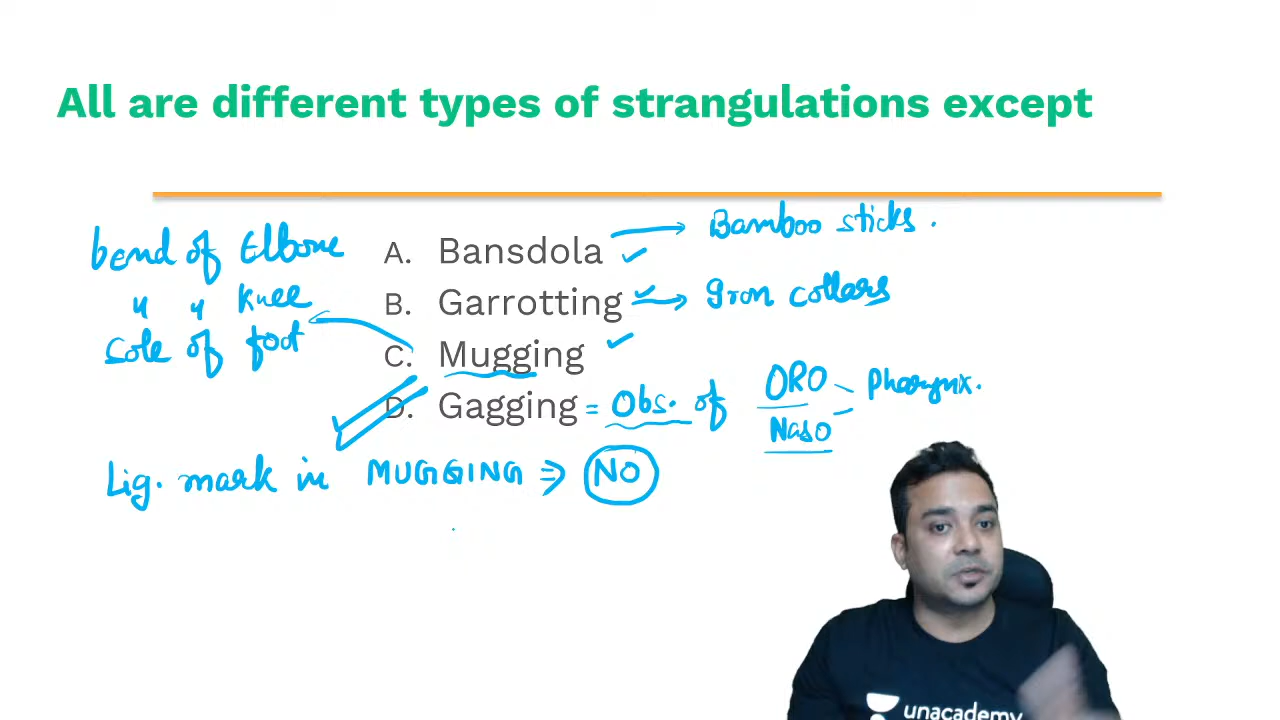 All are different types of strangulations except
bend of Elbow
" " Knee
Sole of foot
A. Bansdola → Bamboo sticks.
B. Garrotting → Iron collars
C. Mugging
D. Gagging = Obs. of ORO Naso Pharynx.
Lig. mark in MUGGING ⇒ NO
unacademy